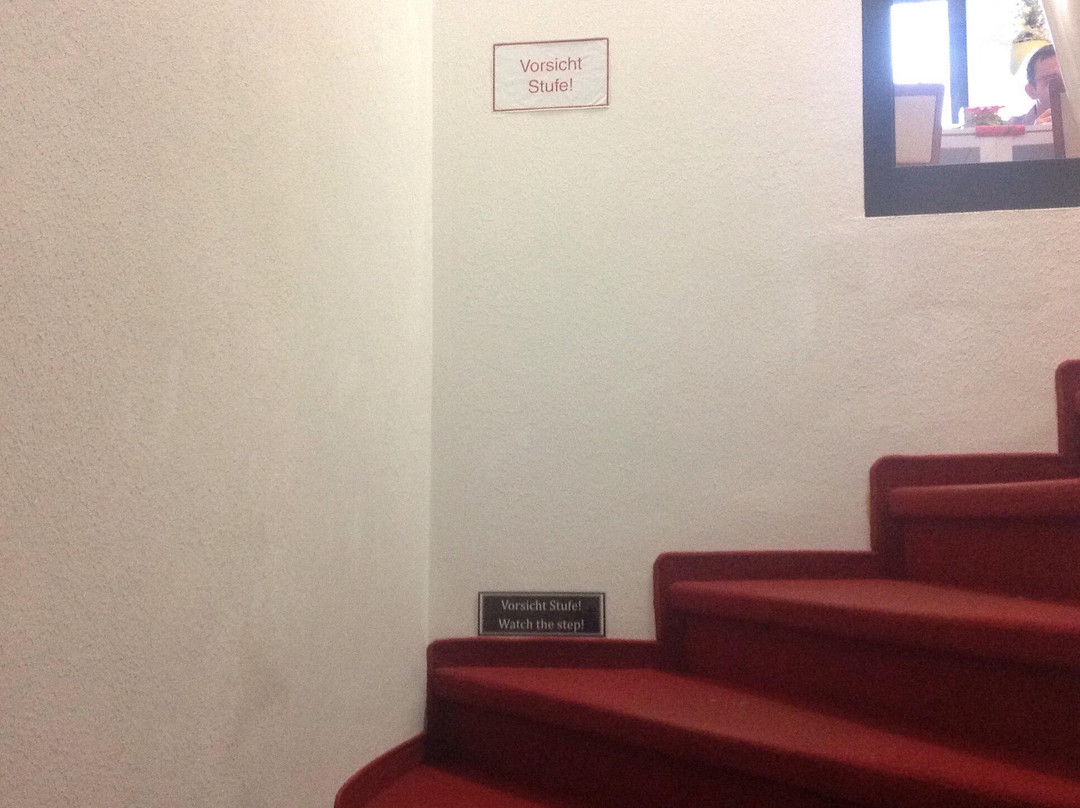 Vorsicht
Stufe!
Vorsicht Stufe!
Watch the step!